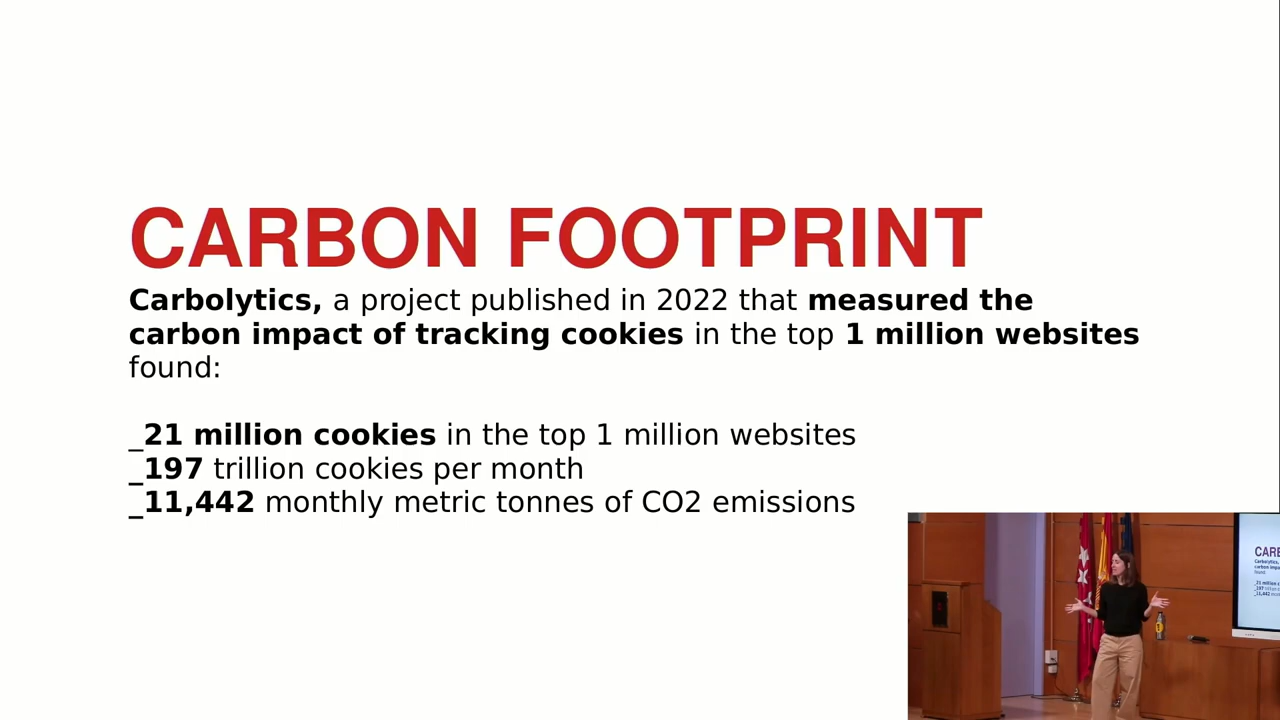 CARBON FOOTPRINT
Carbolytics, a project published in 2022 that measured the
carbon impact of tracking cookies in the top 1 million websites
found:
_21 million cookies in the top 1 million websites
_197 trillion cookies per month
_11,442 monthly metric tonnes of CO2 emissions